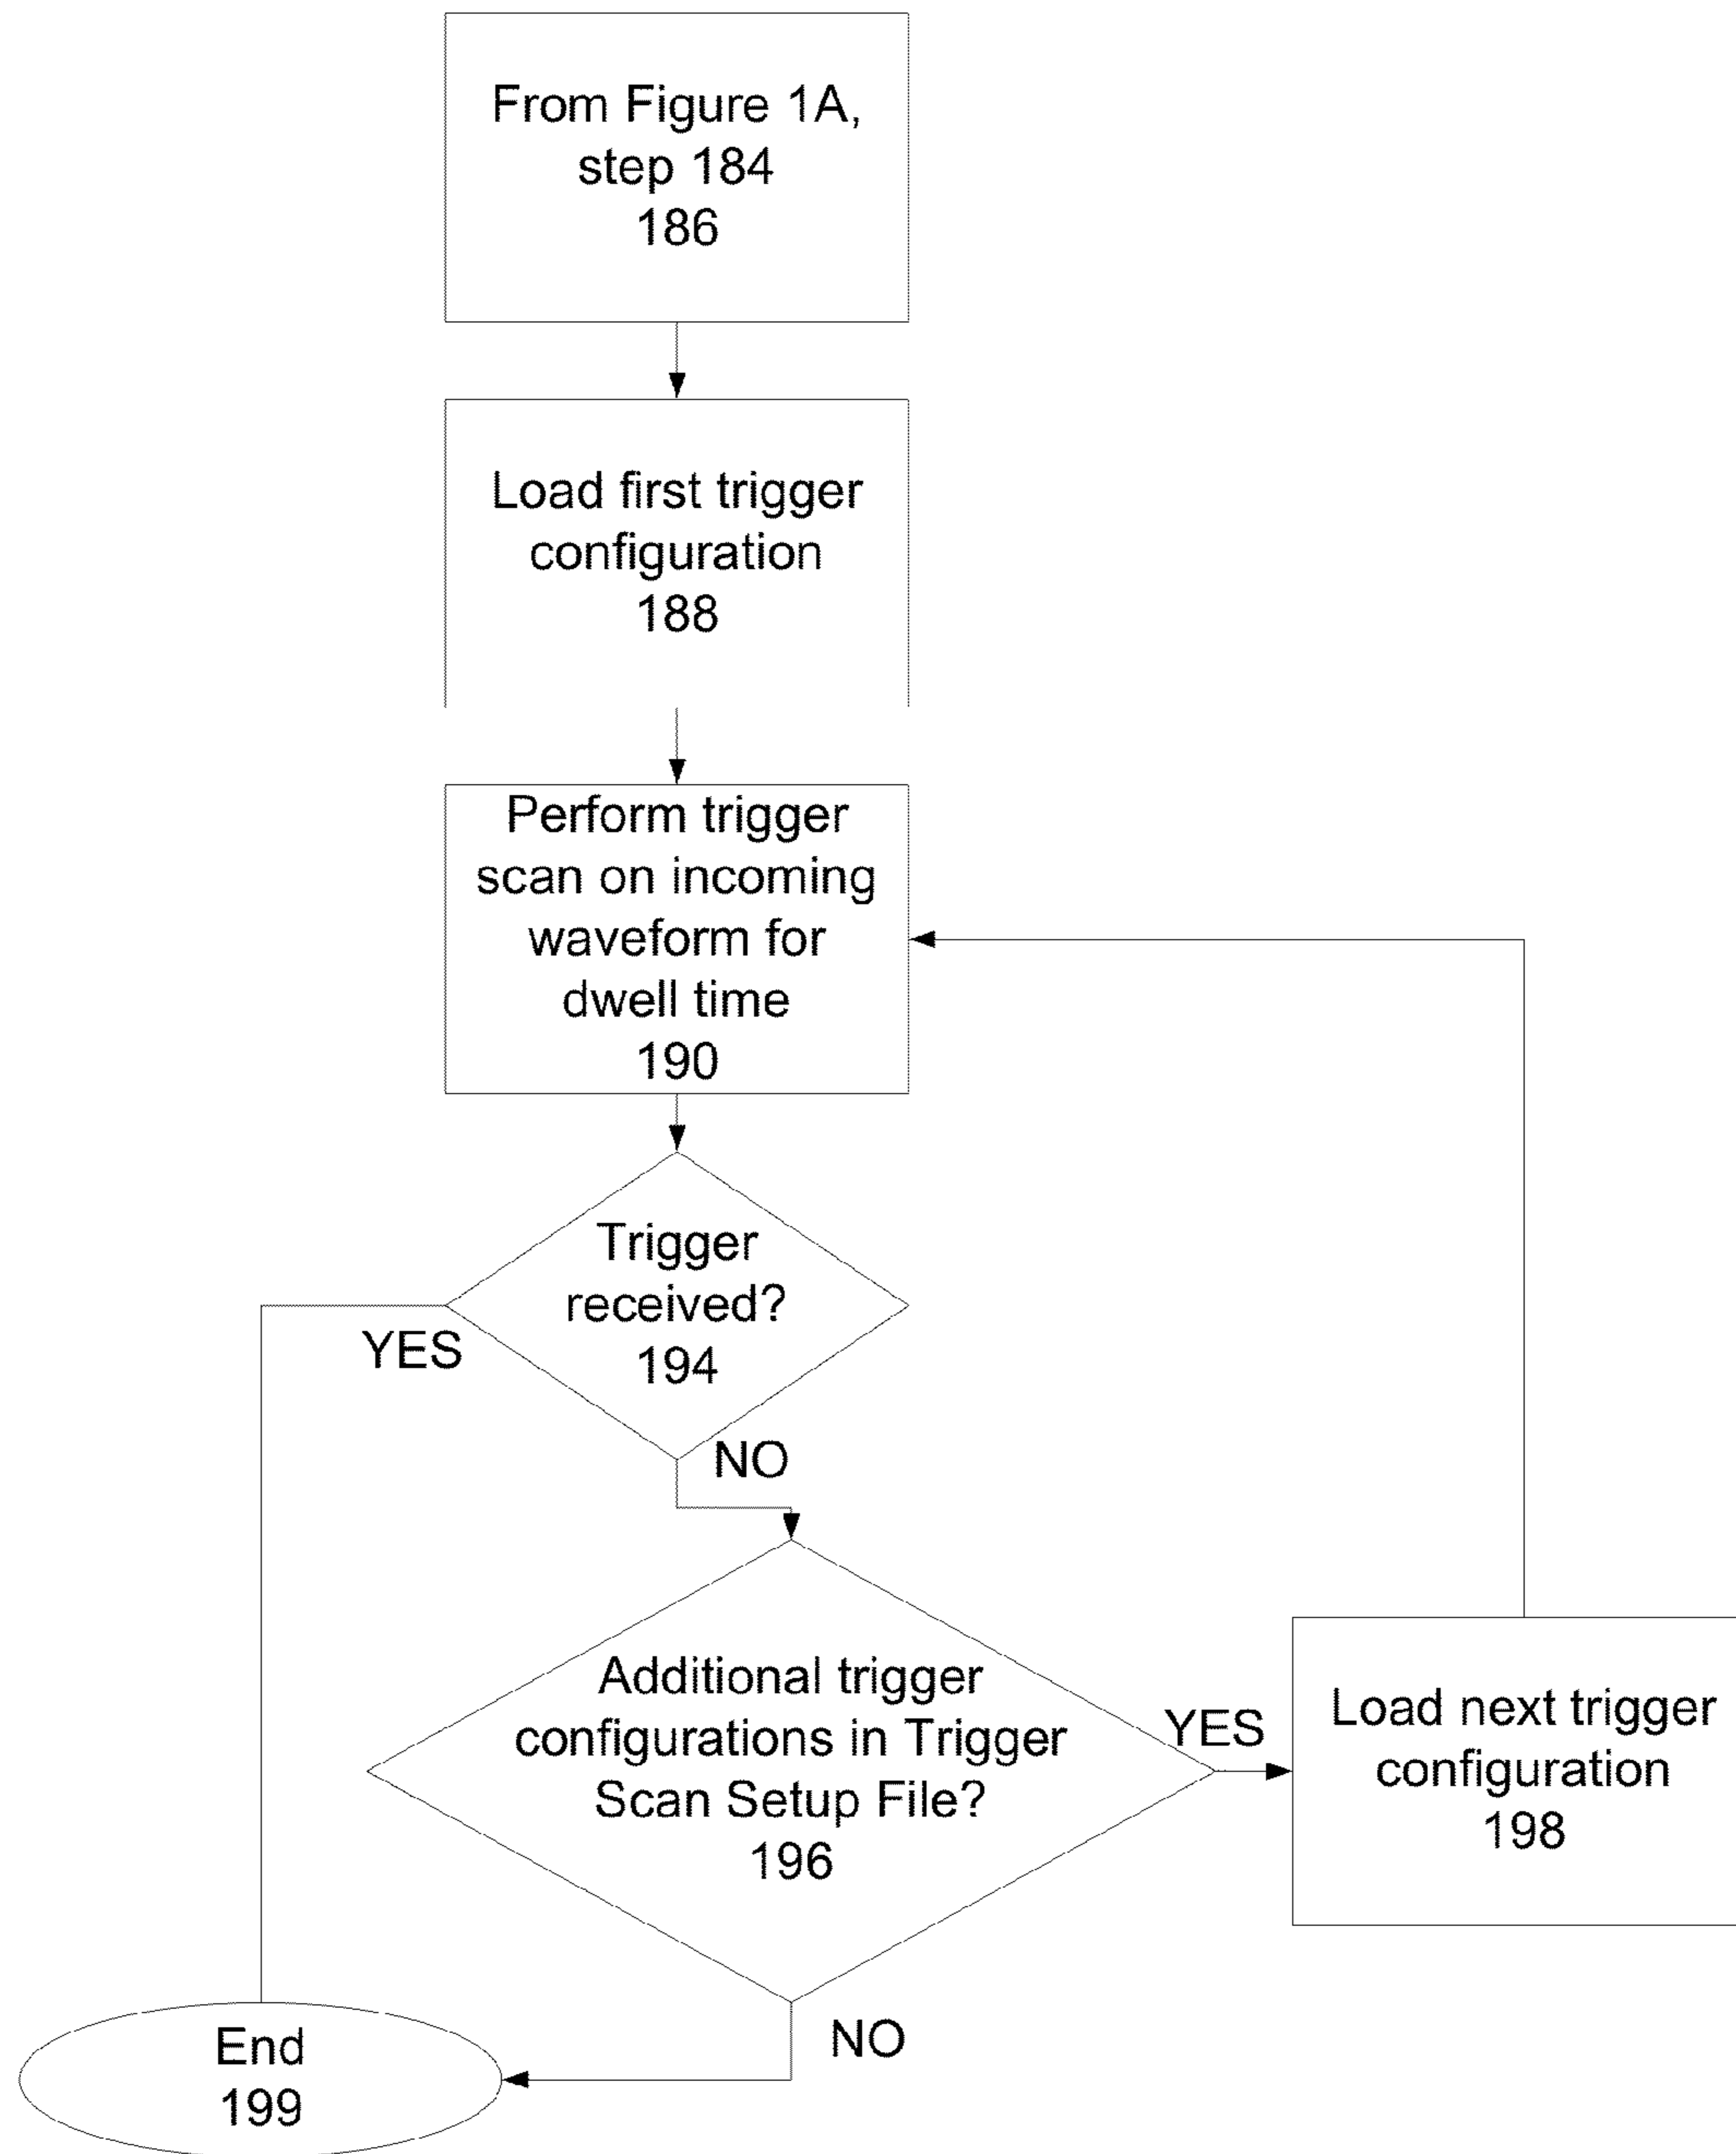 From Figure 1A,
step 184
186
Load first trigger
configuration
188
Perform trigger
scan on incoming
waveform for
dwell time
190
Trigger
received?
194
YES
NO
Additional trigger
configurations in Trigger
Scan Setup File?
196
YES
Load next trigger
configuration
198
NO
End
199